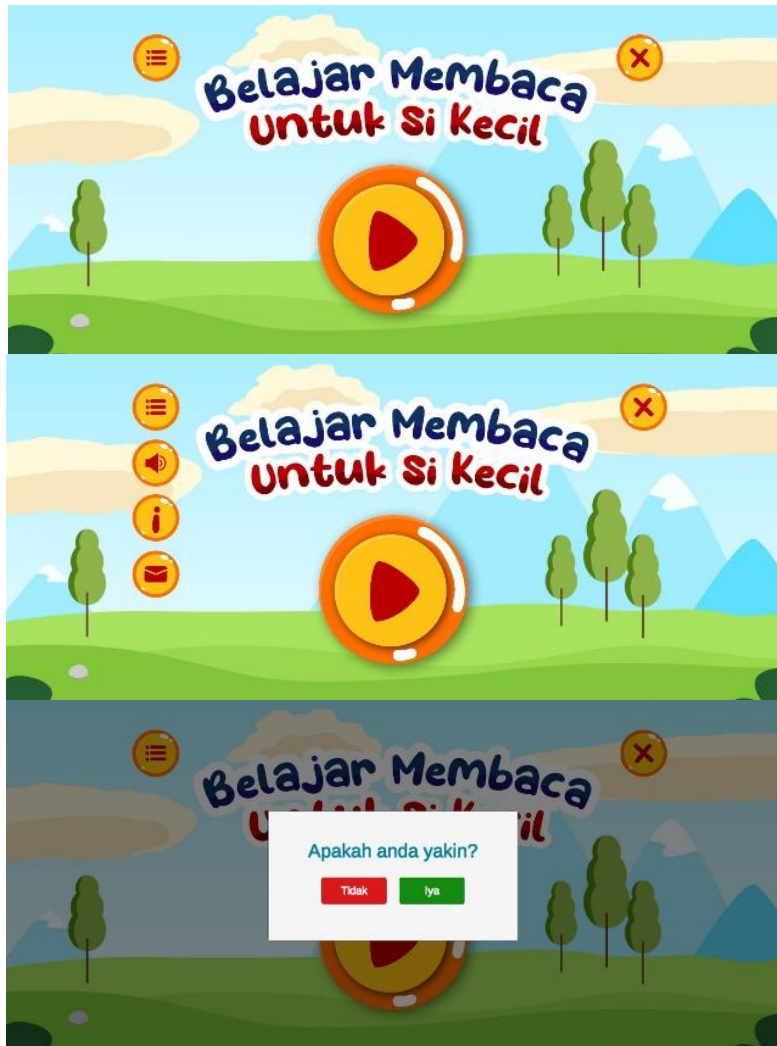 Belajar Membaca
Untuk Si Kecil
Belajar Membaca
Untuk Si Kecil
Belajar Membaca
Apakah anda yakin?
Tidak
Iya